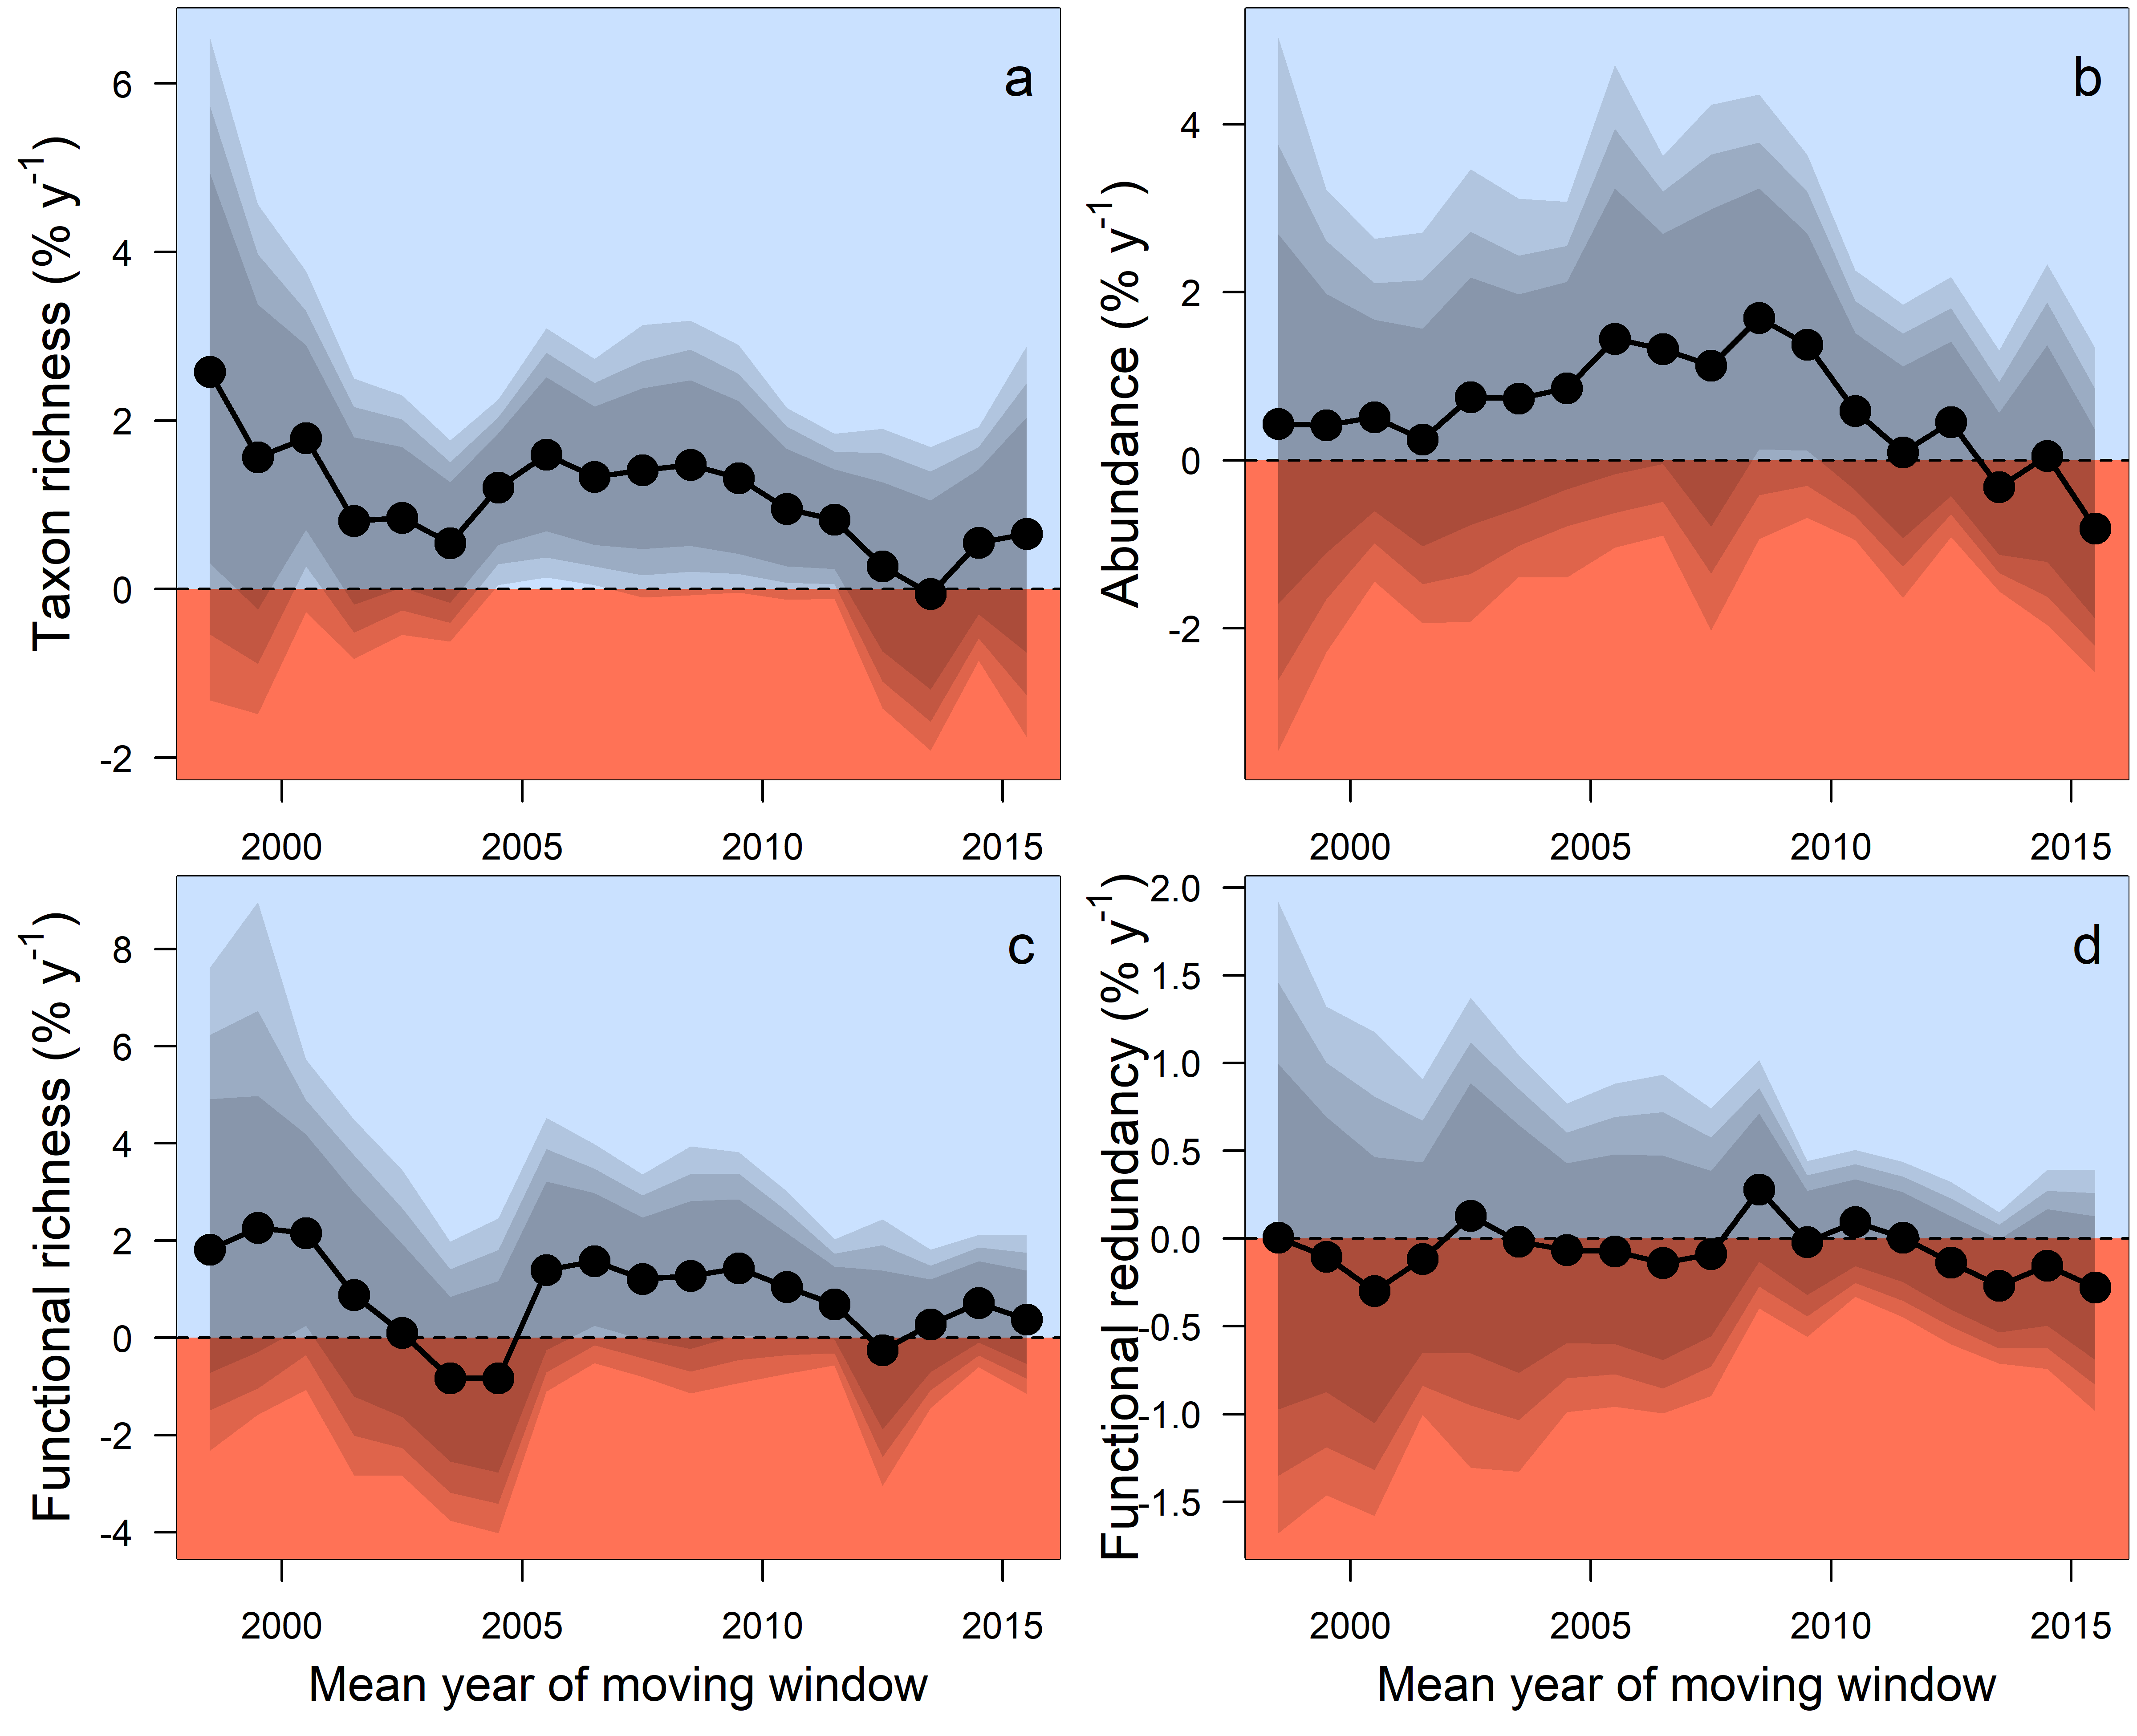 a
Taxon richness (% y-1)
6
4
2
0
-2
2000 2005 2010 2015
b
Abundance (% y-1)
4
2
0
-2
2000 2005 2010 2015
c
Functional richness (% y-1)
8
6
4
2
0
-2
-4
2000 2005 2010 2015
Mean year of moving window
d
Functional redundancy (% y-1)
2.0
1.5
1.0
0.5
0.0
-0.5
-1.0
-1.5
2000 2005 2010 2015
Mean year of moving window